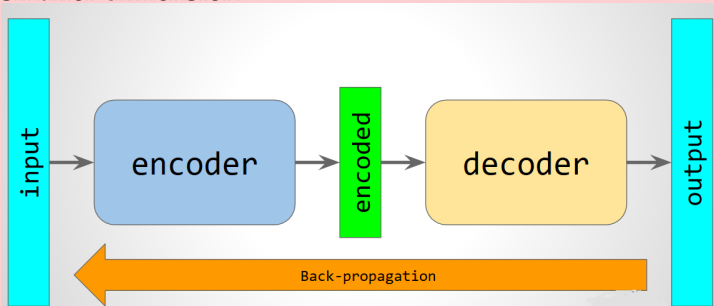 input
encoder
encoded
decoder
output
Back-propagation